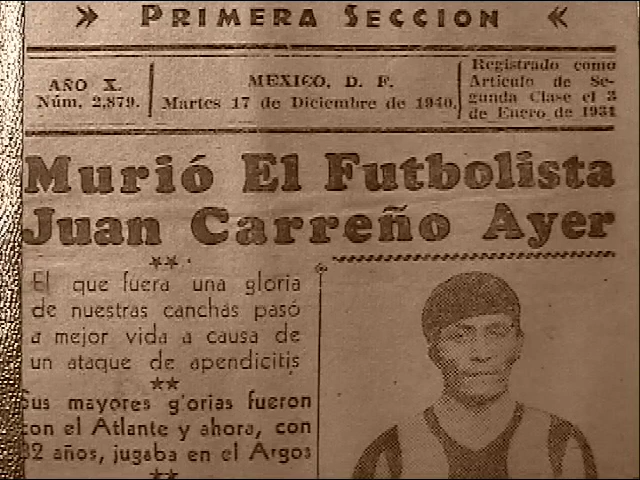 » PRIMERA SECCION «
AÑO X.
Núm. 2,879.
MEXICO, D. F.
Martes 17 de Diciembre de 1940.
Registrado como
Artículo de Se-
gunda Clase el 3
de Enero de 1931
Murió El Futbolista
Juan Carreño Ayer
El que fuera una gloria
de nuestras canchas pasó
a mejor vida a causa de
un ataque de apendicitis
Sus mayores glorias fueron
con el Atlante y ahora, con
32 años, jugaba en el Argos